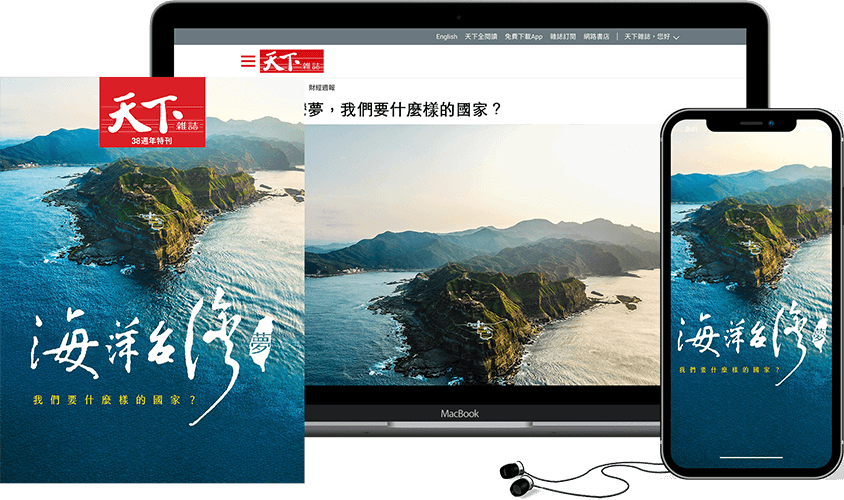 天下雜誌
38週年特刊
海洋台灣
夢
我們要什麼樣的國家？
English 天下全閱讀 免費下載App 雜誌訂閱 網路書店 | 天下雜誌，您好
天下雜誌
財經週報
夢，我們要什麼樣的國家？
MacBook
海洋台灣
夢
我們要什麼樣的國家？